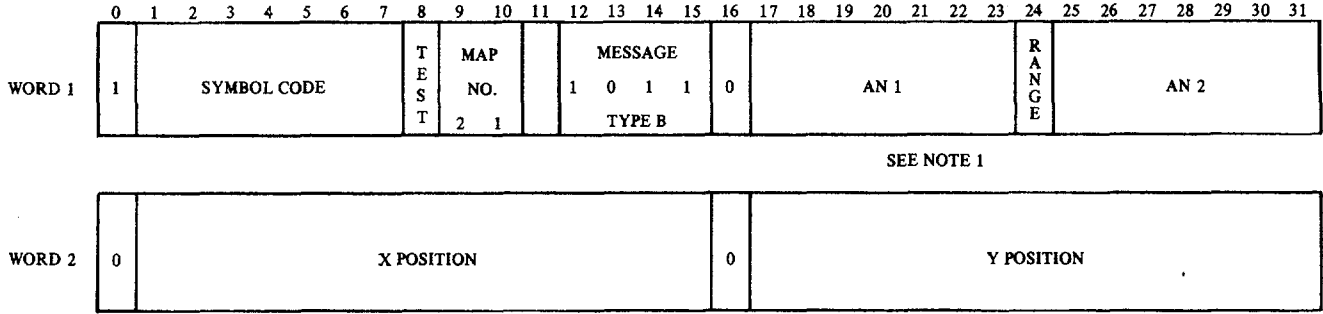 0 1 2 3 4 5 6 7 8 9 10 11 12 13 14 15 16 17 18 19 20 21 22 23 24 25 26 27 28 29 30 31
WORD 1 1 SYMBOL CODE TEST MAP NO. 2 1 MESSAGE 1 0 1 1 TYPE B 0 AN 1 RANGE AN 2
SEE NOTE 1
WORD 2 0 X POSITION 0 Y POSITION